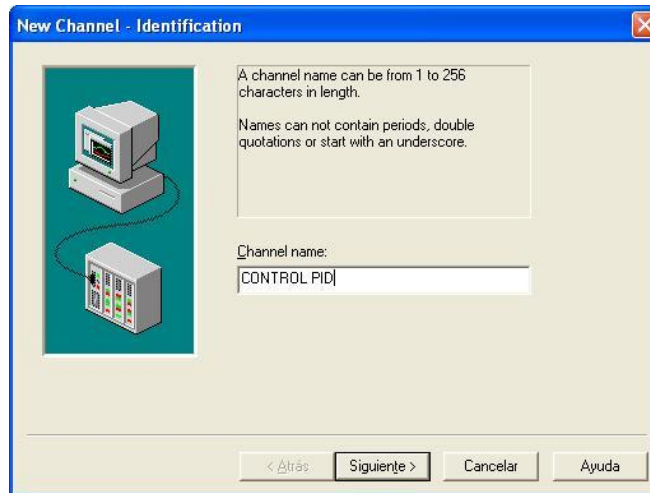 New Channel - Identification
A channel name can be from 1 to 256
characters in length.
Names can not contain periods, double
quotations or start with an underscore.
Channel name:
CONTROL PID
< Atrás
Siguiente >
Cancelar
Ayuda